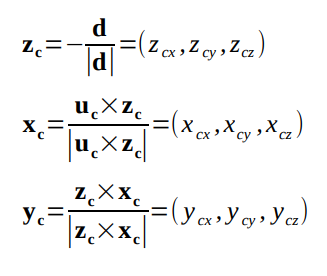 z_c = −d/|d| = (z_cx, z_cy, z_cz)
x_c = (u_c × z_c)/|u_c × z_c| = (x_cx, x_cy, x_cz)
y_c = (z_c × x_c)/|z_c × x_c| = (y_cx, y_cy, y_cz)